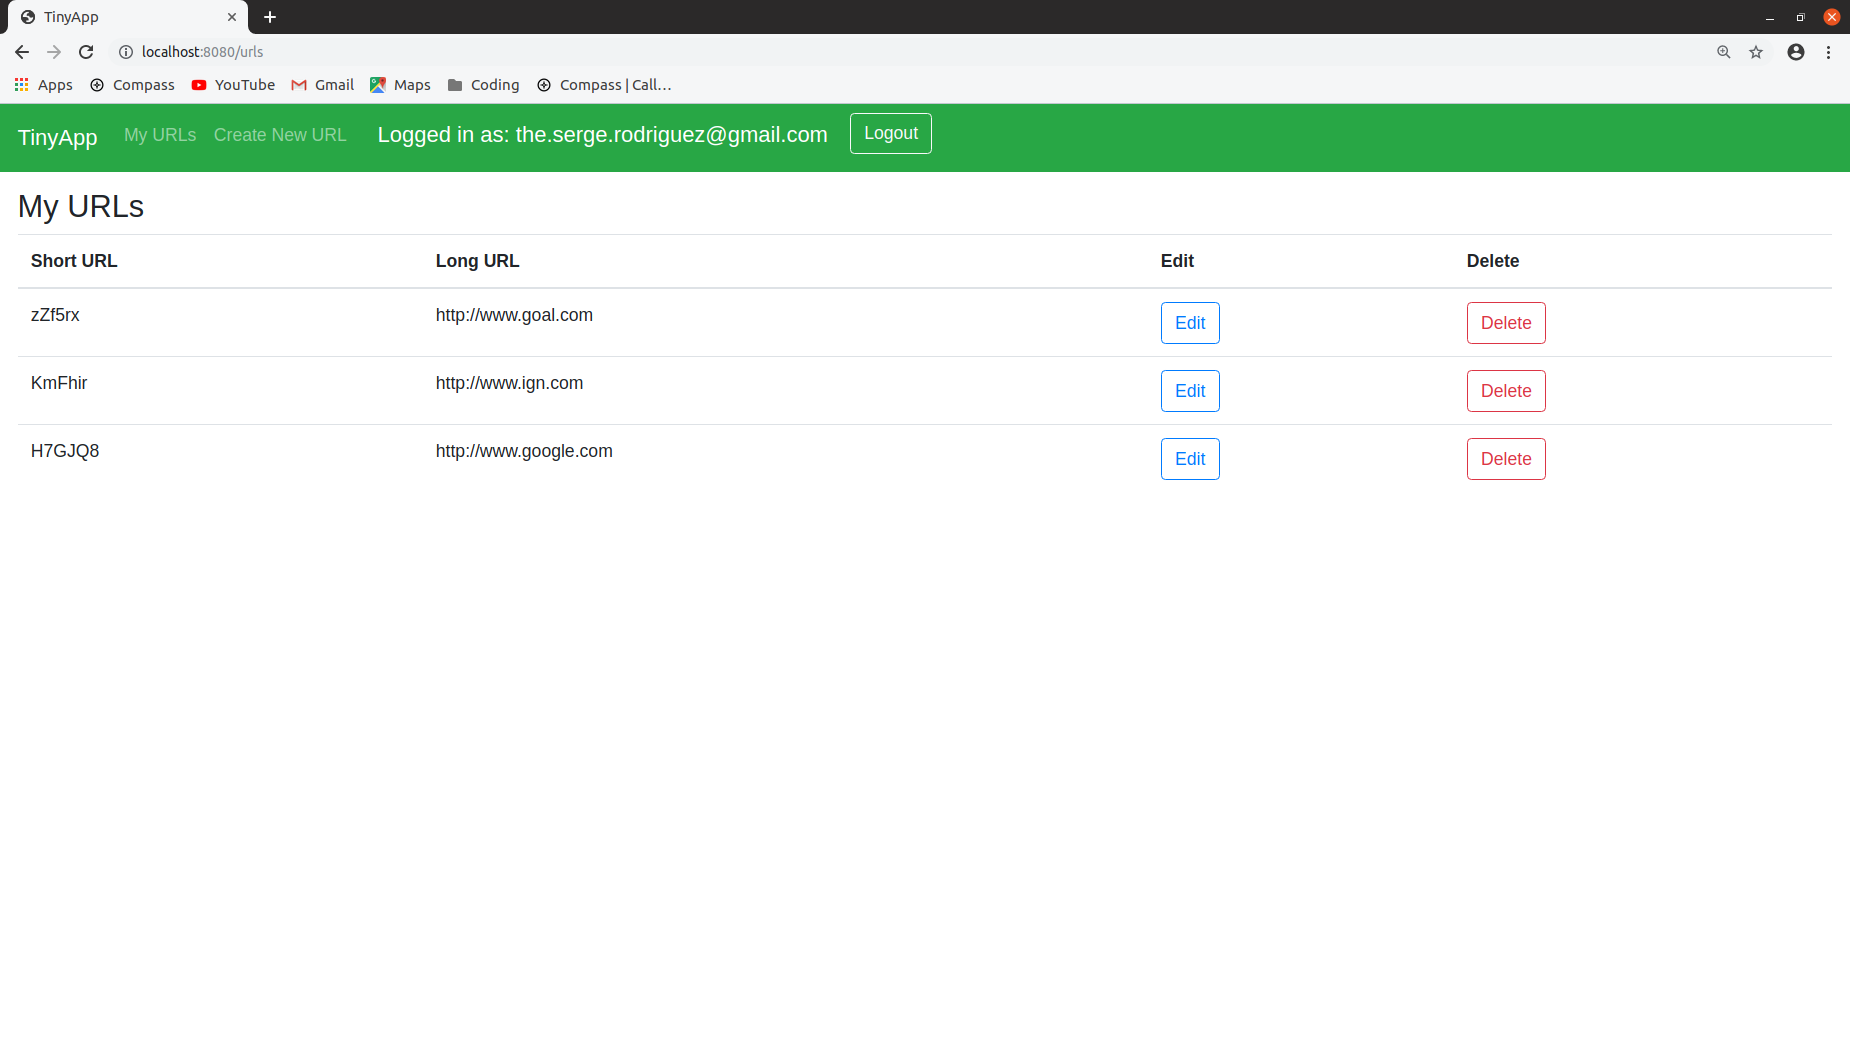 TinyApp
localhost:8080/urls
Apps Compass YouTube Gmail Maps Coding Compass | Call...
TinyApp My URLs Create New URL Logged in as: the.serge.rodriguez@gmail.com Logout
My URLs
Short URL Long URL Edit Delete
zZf5rx http://www.goal.com Edit Delete
KmFhir http://www.ign.com Edit Delete
H7GJQ8 http://www.google.com Edit Delete